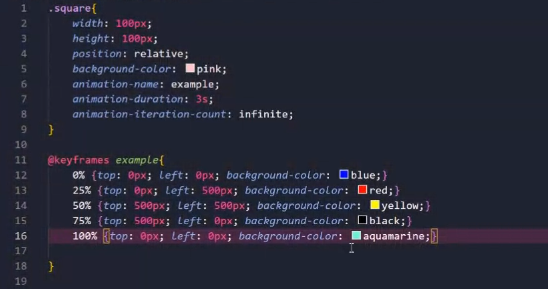 1 .square{
2 width: 100px;
3 height: 100px;
4 position: relative;
5 background-color: pink;
6 animation-name: example;
7 animation-duration: 3s;
8 animation-iteration-count: infinite;
9 }
10
11 @keyframes example{
12 0% {top: 0px; left: 0px; background-color: blue;}
13 25% {top: 0px; left: 500px; background-color: red;}
14 50% {top: 500px; left: 500px; background-color: yellow;}
15 75% {top: 500px; left: 0px; background-color: black;}
16 100% {top: 0px; left: 0px; background-color: aquamarine;}
17
18 }
19